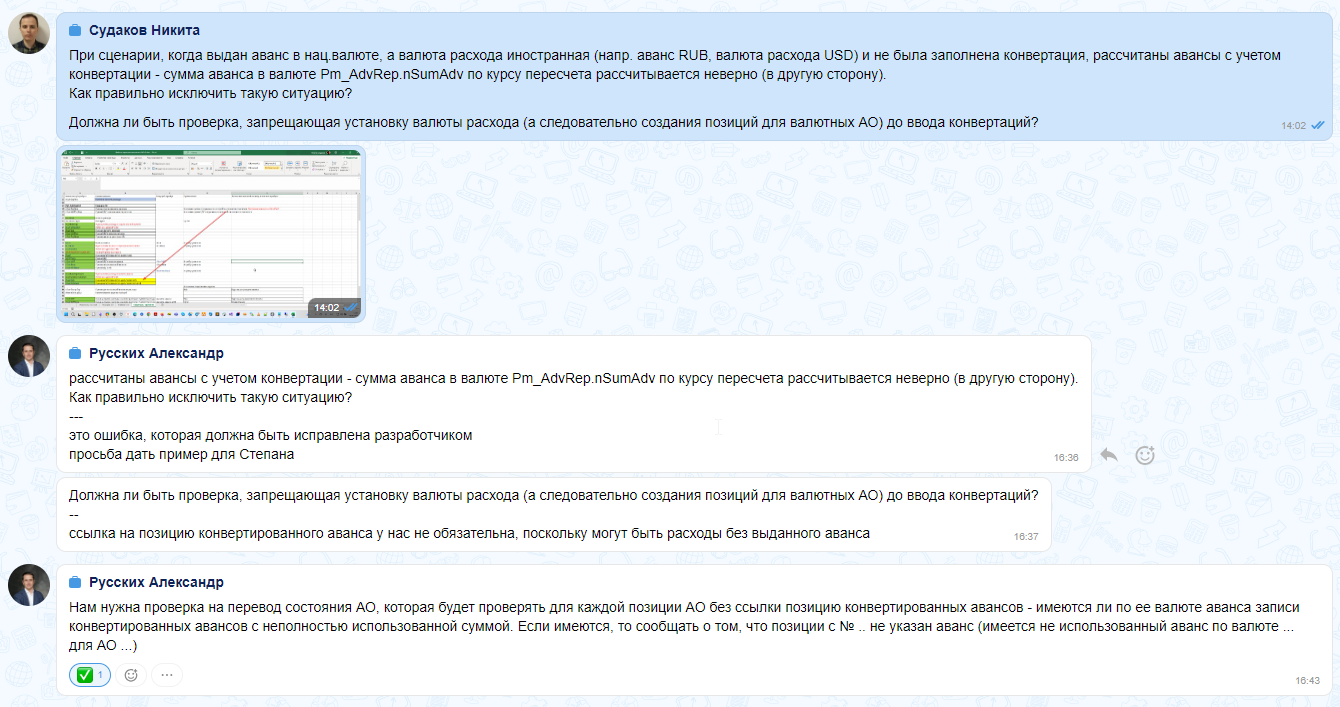 Судаков Никита
При сценарии, когда выдан аванс в нац.валюте, а валюта расхода иностранная (напр. аванс RUB, валюта расхода USD) и не была заполнена конвертация, рассчитаны авансы с учетом
конвертации - сумма аванса в валюте Pm_AdvRep.nSumAdv по курсу пересчета рассчитывается неверно (в другую сторону).
Как правильно исключить такую ситуацию?
Должна ли быть проверка, запрещающая установку валюты расхода (а следовательно создания позиций для валютных АО) до ввода конвертаций?
14:02
14:02
Русских Александр
рассчитаны авансы с учетом конвертации - сумма аванса в валюте Pm_AdvRep.nSumAdv по курсу пересчета рассчитывается неверно (в другую сторону).
Как правильно исключить такую ситуацию?
---
это ошибка, которая должна быть исправлена разработчиком
просьба дать пример для Степана
16:36
Должна ли быть проверка, запрещающая установку валюты расхода (а следовательно создания позиций для валютных АО) до ввода конвертаций?
--
ссылка на позицию конвертированного аванса у нас не обязательна, поскольку могут быть расходы без выданного аванса
16:37
Русских Александр
Нам нужна проверка на перевод состояния АО, которая будет проверять для каждой позиции АО без ссылки позицию конвертированных авансов - имеются ли по ее валюте аванса записи
конвертированных авансов с неполностью использованной суммой. Если имеются, то сообщать о том, что позиции с № .. не указан аванс (имеется не использованный аванс по валюте ...
для АО ...)
1
16:43